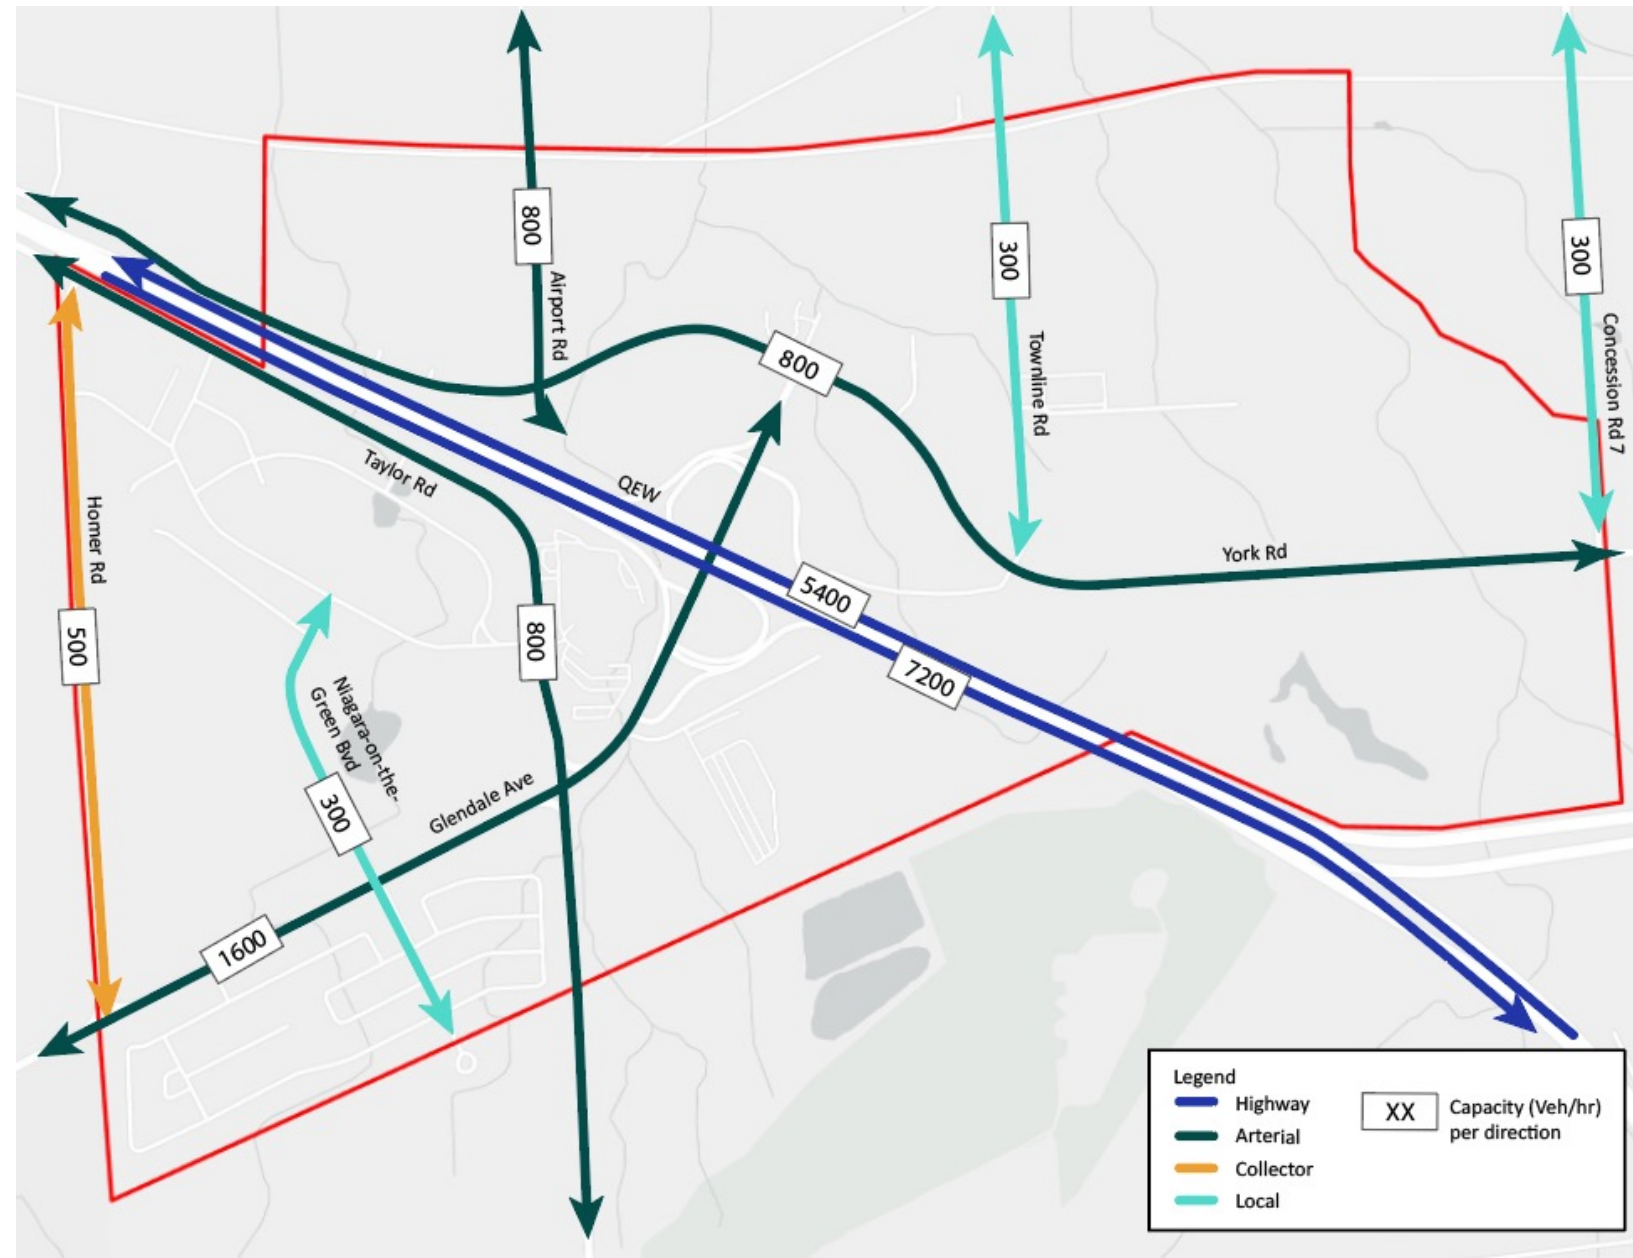 800
Airport Rd
300
Townline Rd
300
Concession Rd 7
800
Taylor Rd
QEW
York Rd
Homer Rd
500
5400
7200
800
Niagara-on-the-
Green Bvd
300
Glendale Ave
1600
Legend
Highway
Arterial
Collector
Local
XX
Capacity (Veh/hr)
per direction